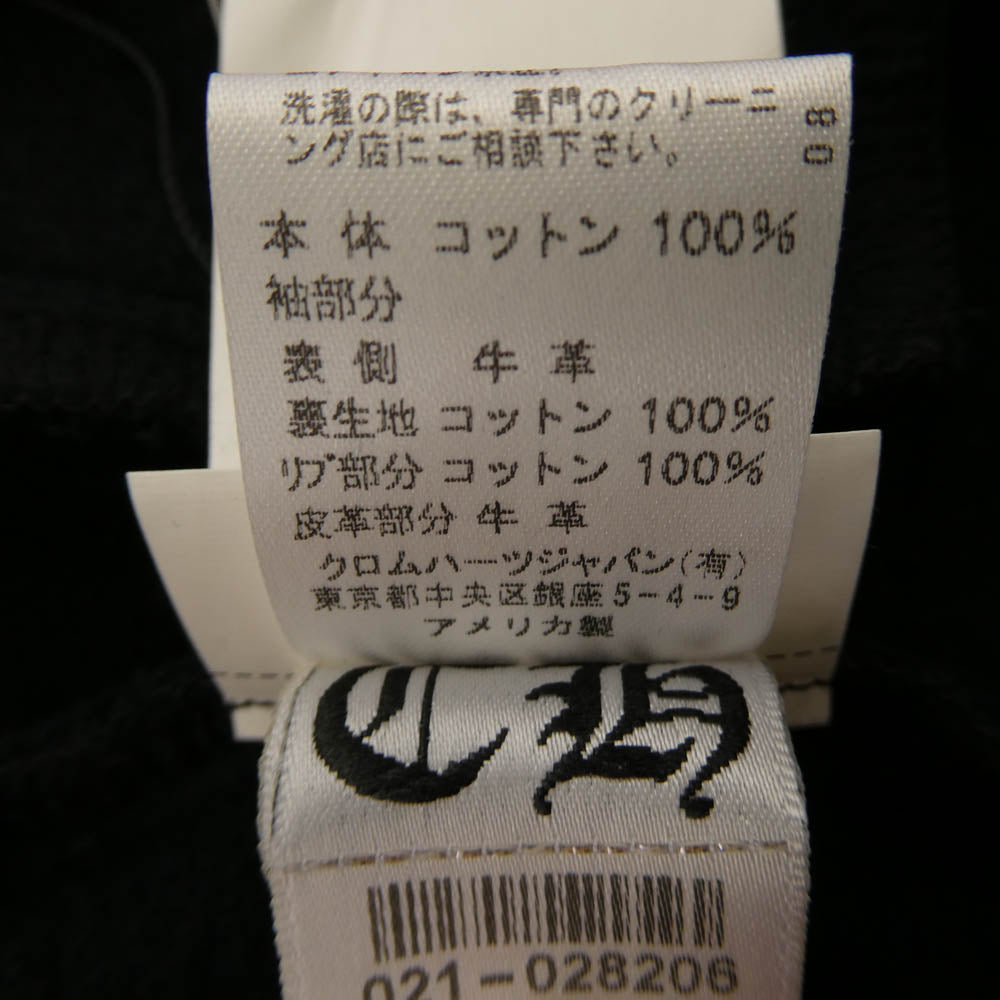 洗濯の際は、専門のクリーニ
ング店にご相談下さい。
080
本体 コットン 100%
袖部分
表側 牛革
裏生地 コットン 100%
リブ部分 コットン 100%
皮革部分 牛革
クロムハーツジャパン(有)
東京都中央区銀座5-4-9
アメリカ製
CH
021-028206